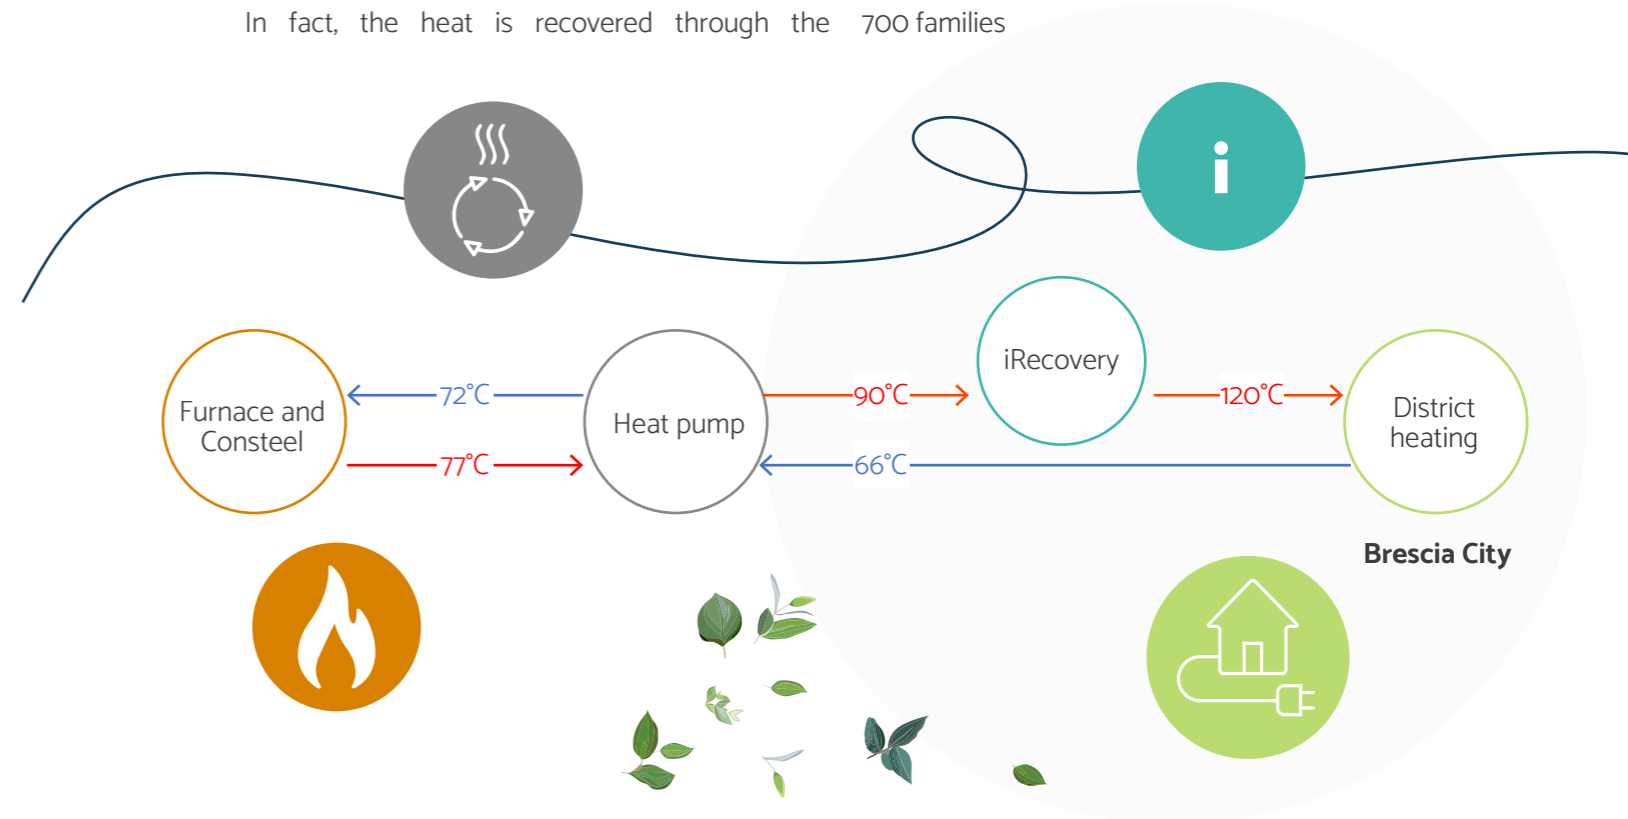 In fact, the heat is recovered through the 700 families
i
iRecovery
Furnace and
Consteel
72°C
77°C
Heat pump
90°C
66°C
120°C
District
heating
Brescia City